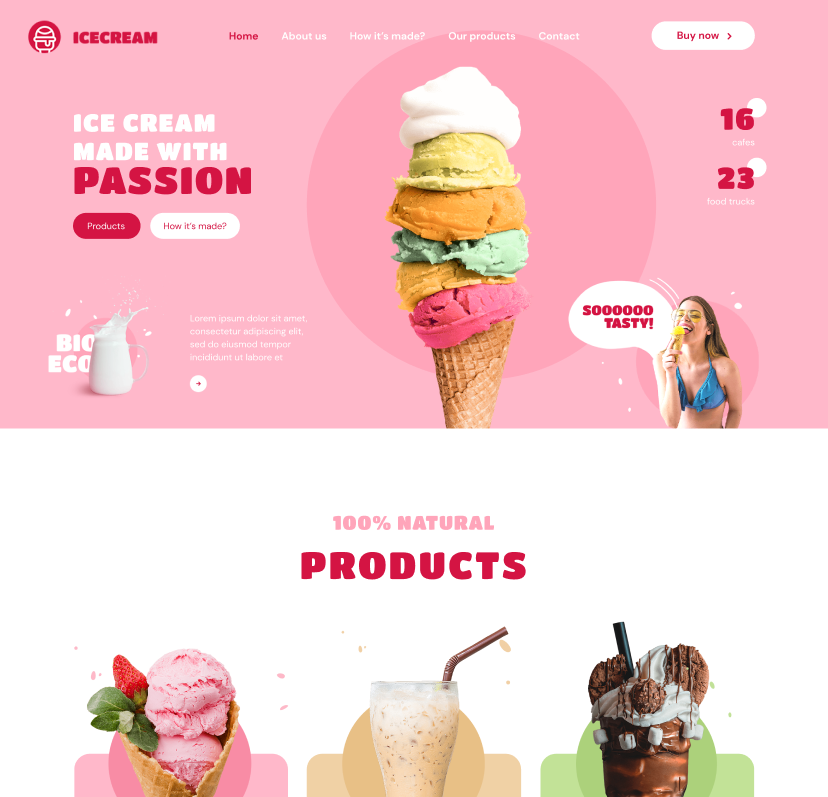 ICECREAM
Home
About us
How it's made?
Our products
Contact
Buy now
ICE CREAM
MADE WITH
PASSION
Products
How it's made?
16
cafes
23
food trucks
BIO
ECO
Lorem ipsum dolor sit amet,
consectetur adipiscing elit,
sed do eiusmod tempor
incididunt ut labore et
SOOOOOO
TASTY!
100% NATURAL
PRODUCTS